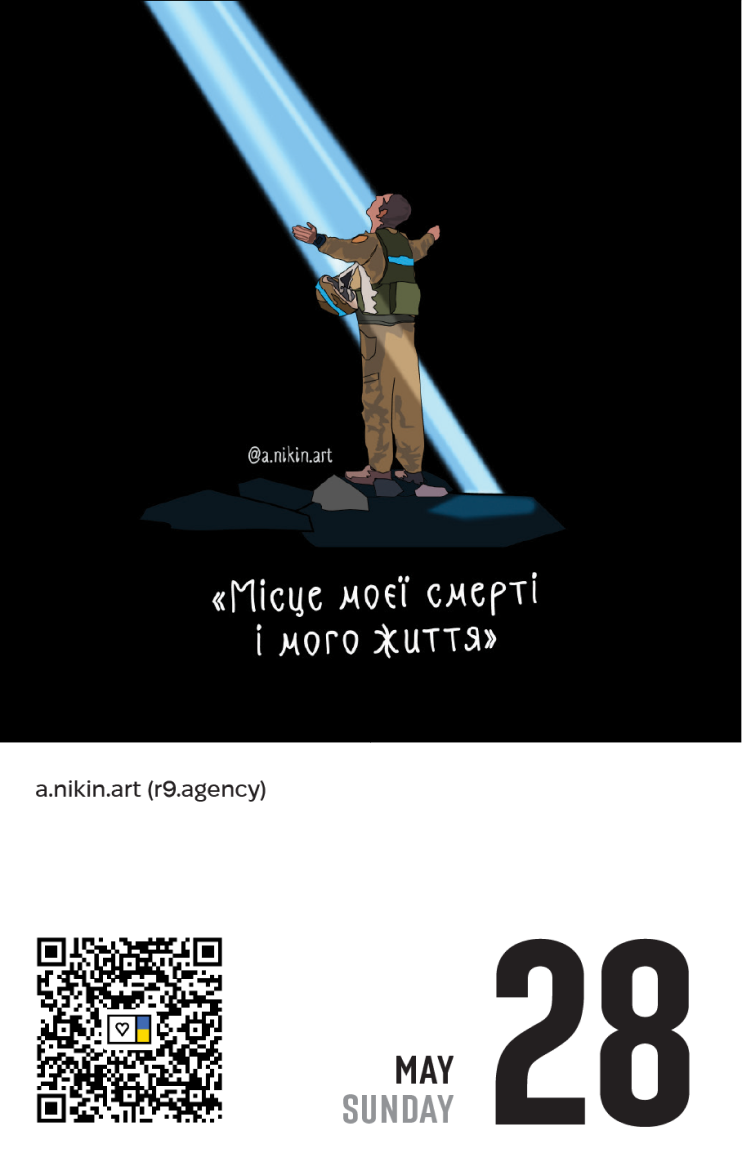 @a.nikin.art
«Місце моєї смерті
і мого життя»
a.nikin.art (r9.agency)
28
MAY
SUNDAY